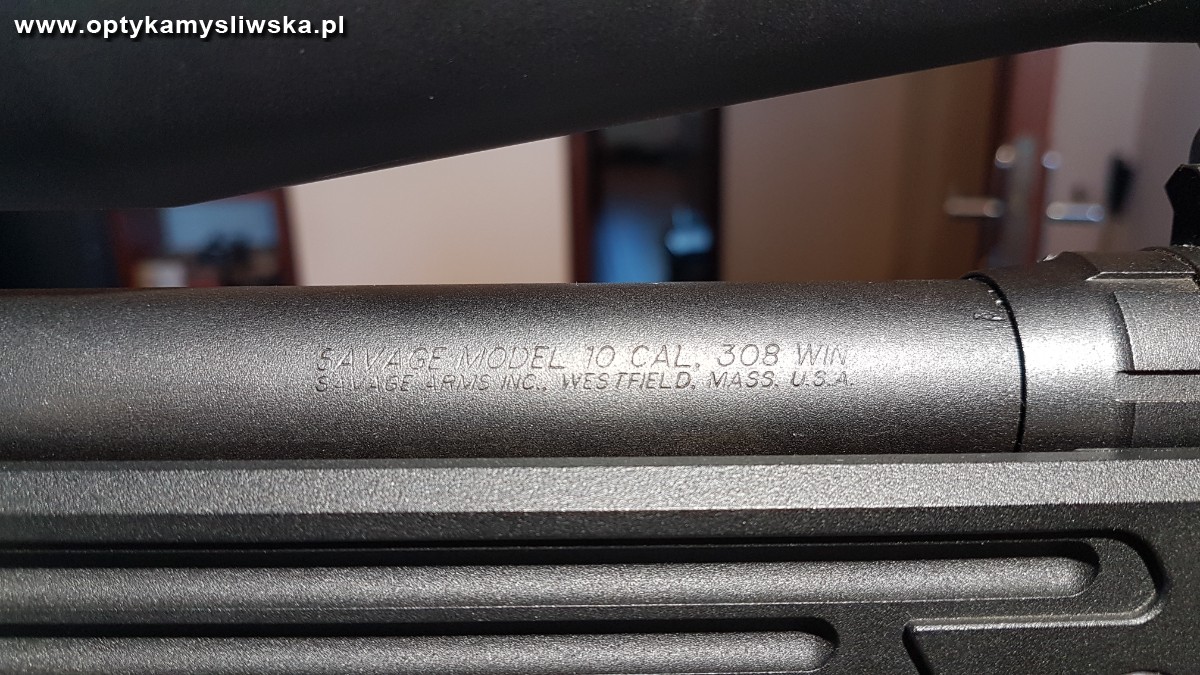 www.optykamysliwska.pl
SAVAGE MODEL 10 CAL. 308 WIN
SAVAGE ARMS INC., WESTFIELD, MASS. U.S.A.